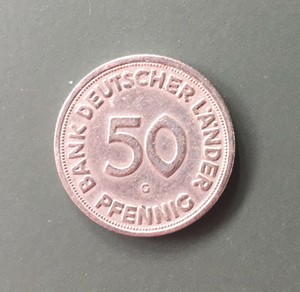 BANK DEUTSCHER LÄNDER
50
G
PFENNIG